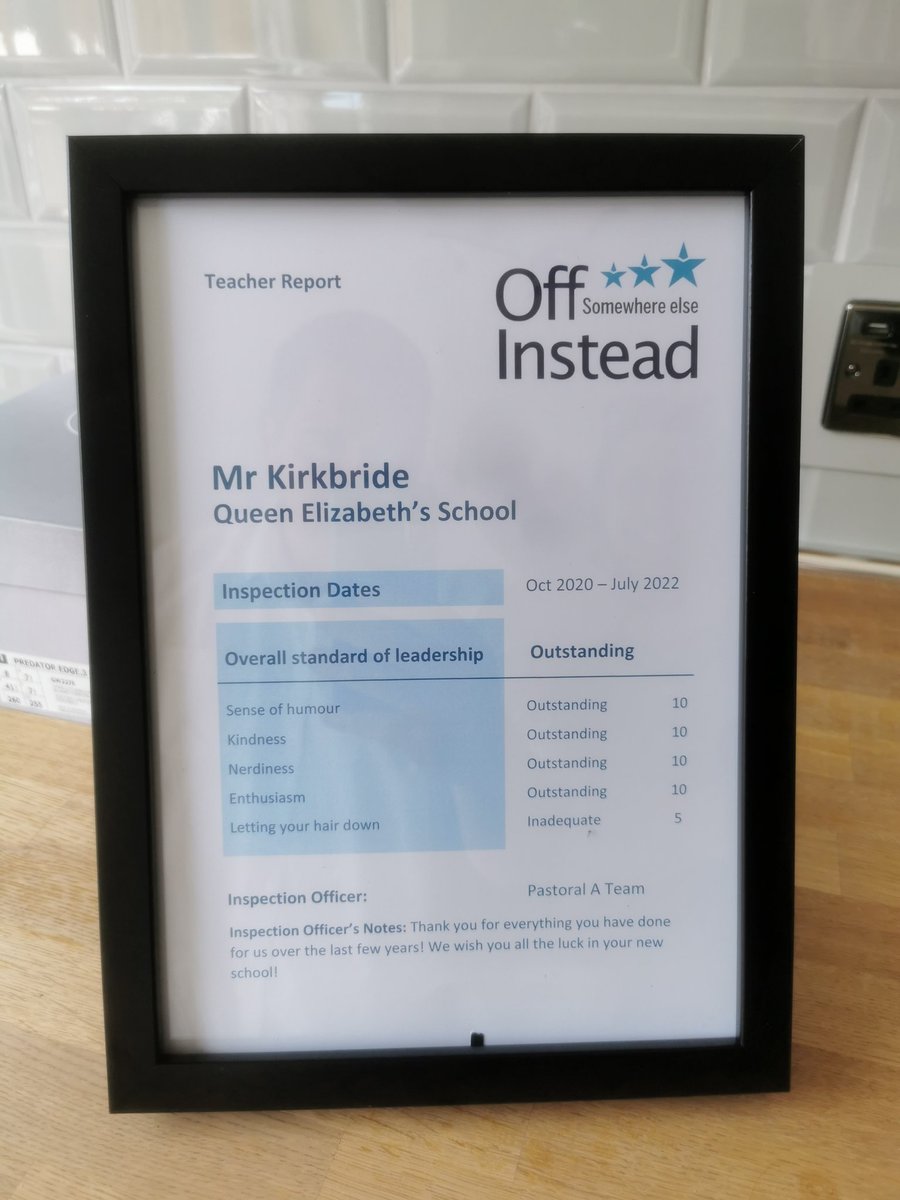 Teacher Report
Off
Somewhere else
Instead
Mr Kirkbride
Queen Elizabeth's School
Inspection Dates Oct 2020 – July 2022
Overall standard of leadership Outstanding
Sense of humour Outstanding 10
Kindness Outstanding 10
Nerdiness Outstanding 10
Enthusiasm Outstanding 10
Letting your hair down Inadequate 5
Inspection Officer: Pastoral A Team
Inspection Officer's Notes: Thank you for everything you have done
for us over the last few years! We wish you all the luck in your new
school!
PREDATOR EDGE.3